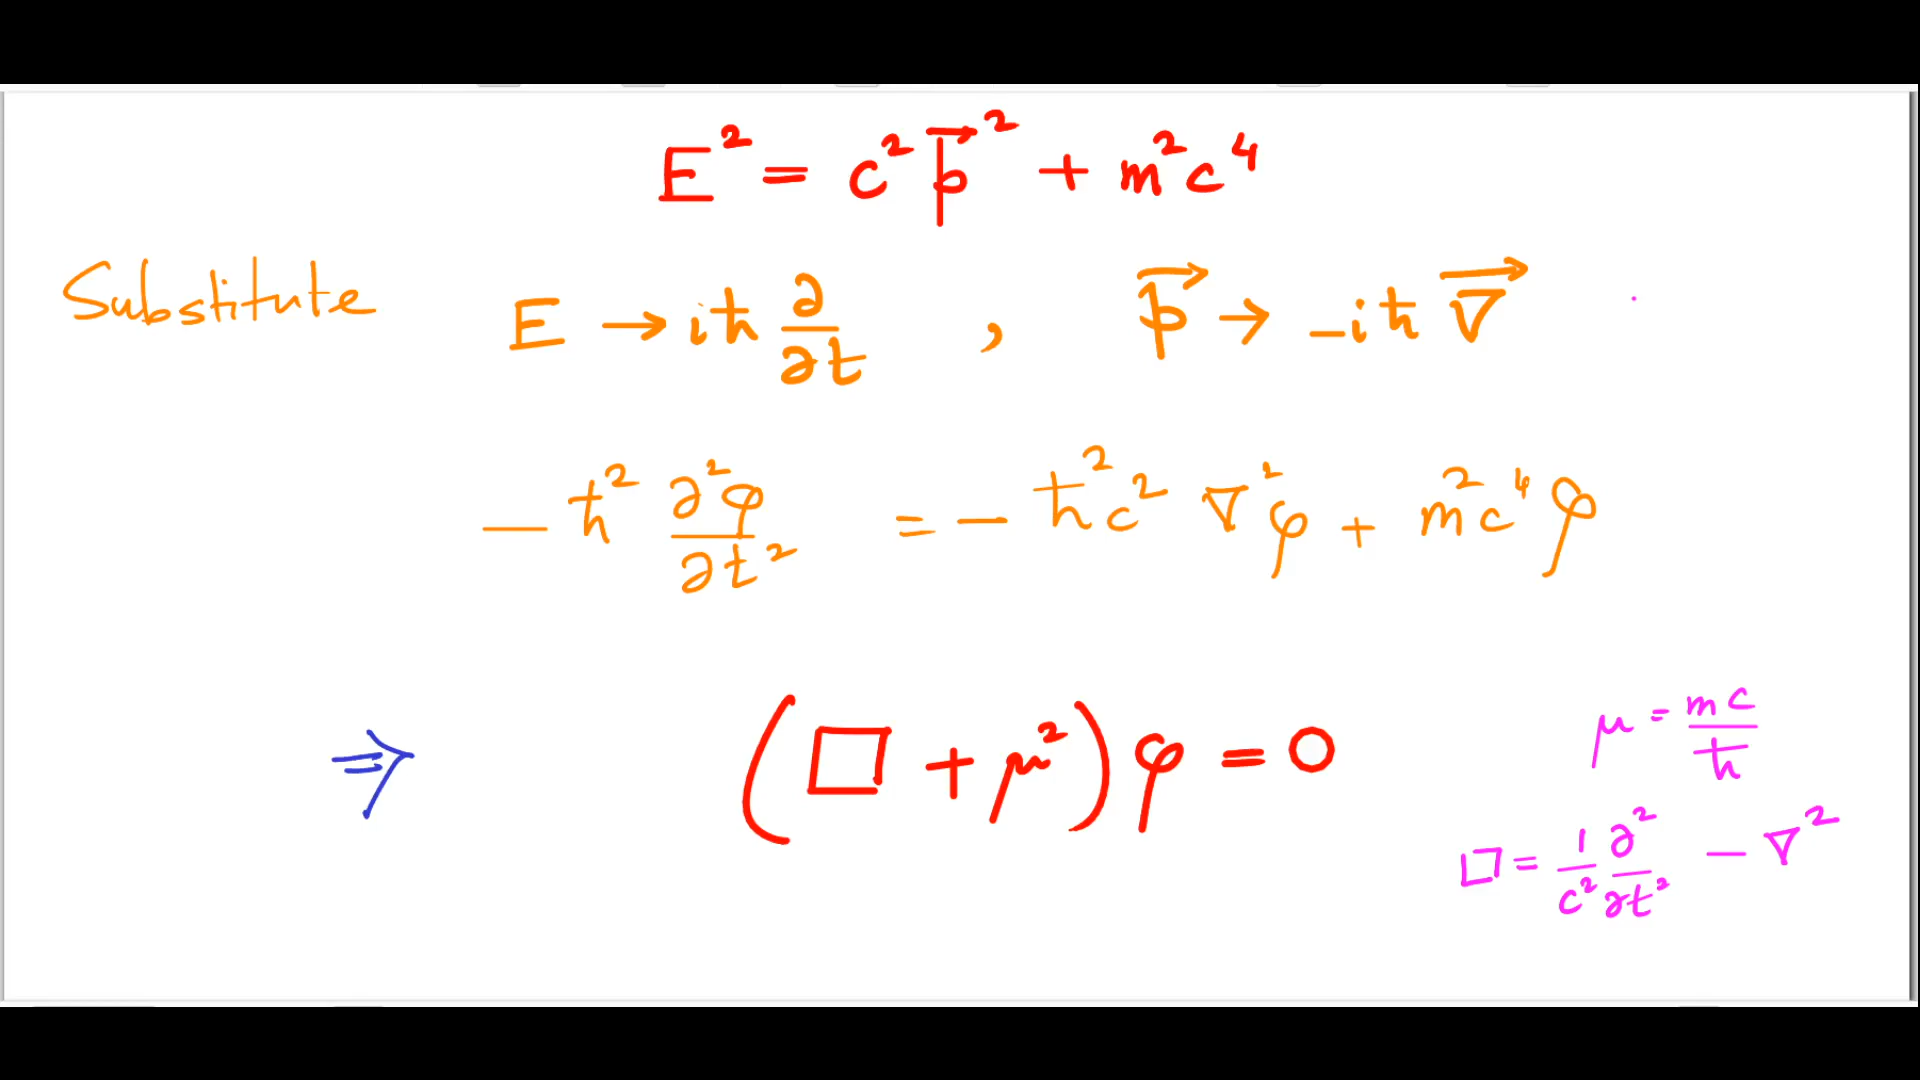 E² = c² p⃗² + m²c⁴
Substitute E → iħ ∂/∂t , p⃗ → -iħ ∇⃗
- ħ² ∂²φ/∂t² = - ħ²c² ∇²φ + m²c⁴φ
⇒ (□ + μ²) φ = 0
μ = mc/ħ
□ = 1/c² ∂²/∂t² - ∇²